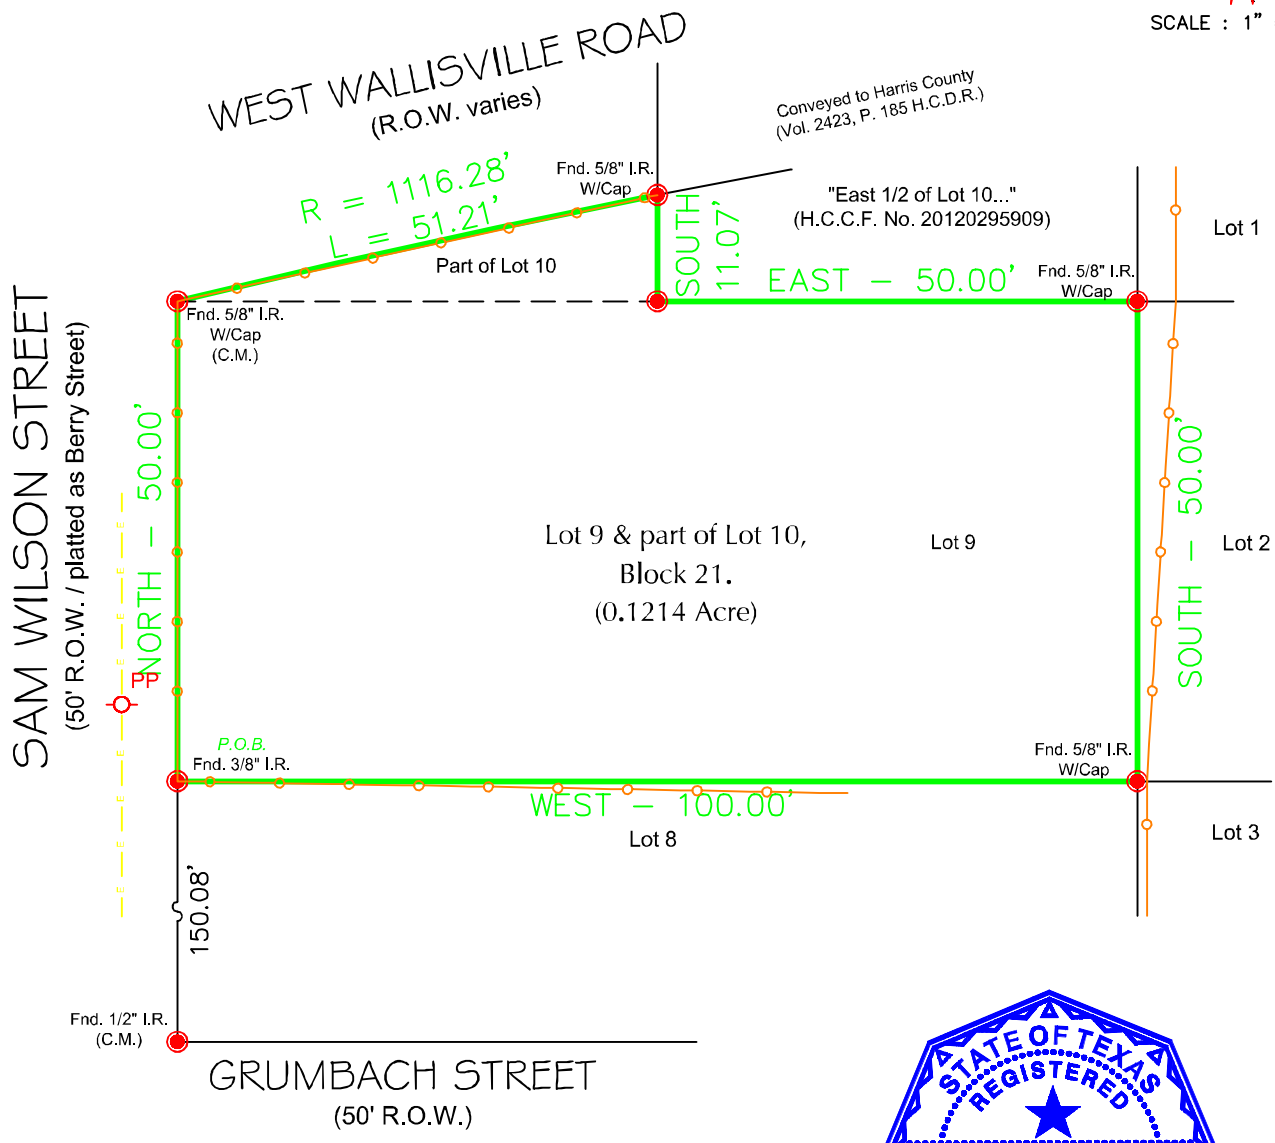 SCALE : 1"
WEST WALLISVILLE ROAD
(R.O.W. varies)
Conveyed to Harris County
(Vol. 2423, P. 185 H.C.D.R.)
R = 1116.28'
L = 51.21'
Fnd. 5/8" I.R.
W/Cap
"East 1/2 of Lot 10..."
(H.C.C.F. No. 20120295909)
Lot 1
Part of Lot 10
SOUTH
11.07'
EAST - 50.00'
Fnd. 5/8" I.R.
W/Cap
Fnd. 5/8" I.R.
W/Cap
(C.M.)
SAM WILSON STREET
(50' R.O.W. / platted as Berry Street)
NORTH - 50.00'
E
E
E
E
E
E
E
PP
Lot 9 & part of Lot 10,
Block 21.
(0.1214 Acre)
Lot 9
SOUTH - 50.00'
Lot 2
P.O.B.
Fnd. 3/8" I.R.
Fnd. 5/8" I.R.
W/Cap
WEST - 100.00'
Lot 8
Lot 3
150.08'
Fnd. 1/2" I.R.
(C.M.)
GRUMBACH STREET
(50' R.O.W.)
STATE OF TEXAS
REGISTERED